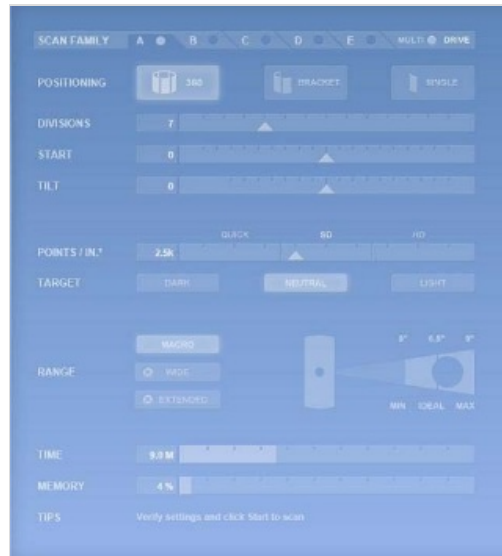 SCAN FAMILY A B C D E MULTI DRIVE
POSITIONING 360 BRACKET SINGLE
DIVISIONS 7
START 0
TILT 0
QUICK SD HD
POINTS / IN.² 2.5k
TARGET DARK NEUTRAL LIGHT
MACRO
RANGE WIDE
EXTENDED
5" 6.5" 9"
MIN IDEAL MAX
TIME 9.0 M
MEMORY 4 %
TIPS Verify settings and click Start to scan